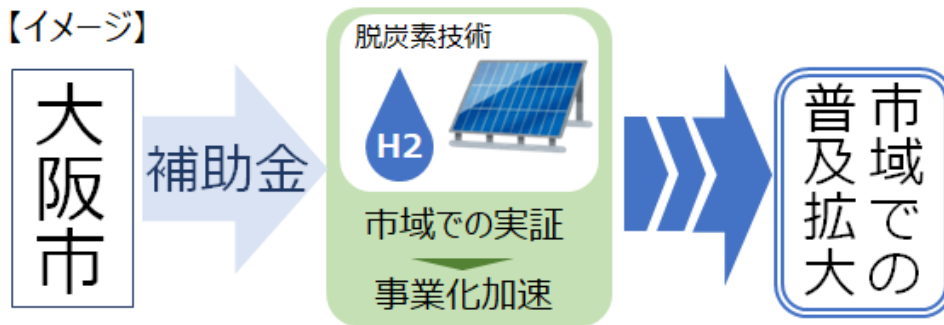 【イメージ】
大阪市
補助金
脱炭素技術
H2
市域での実証
事業化加速
市域での
普及拡大